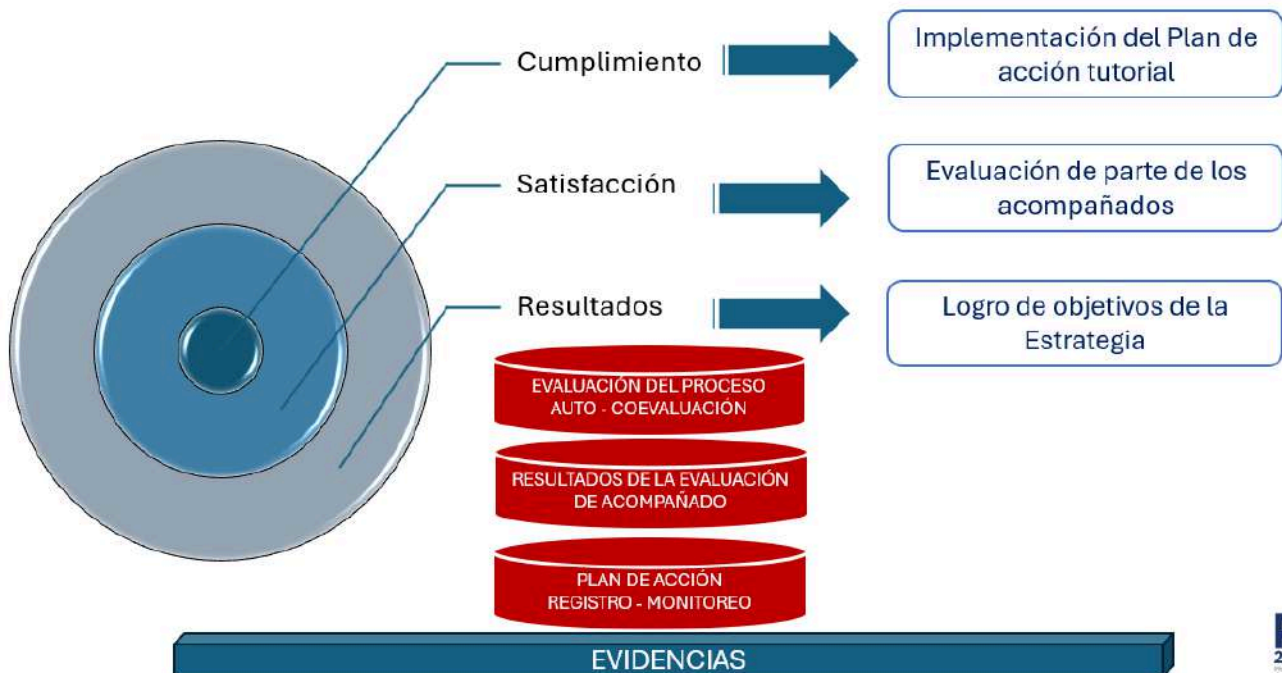 Cumplimiento
Implementación del Plan de
acción tutorial
Satisfacción
Evaluación de parte de los
acompañados
Resultados
Logro de objetivos de la
Estrategia
EVALUACIÓN DEL PROCESO
AUTO - COEVALUACIÓN
RESULTADOS DE LA EVALUACIÓN
DE ACOMPAÑADO
PLAN DE ACCIÓN
REGISTRO - MONITOREO
EVIDENCIAS